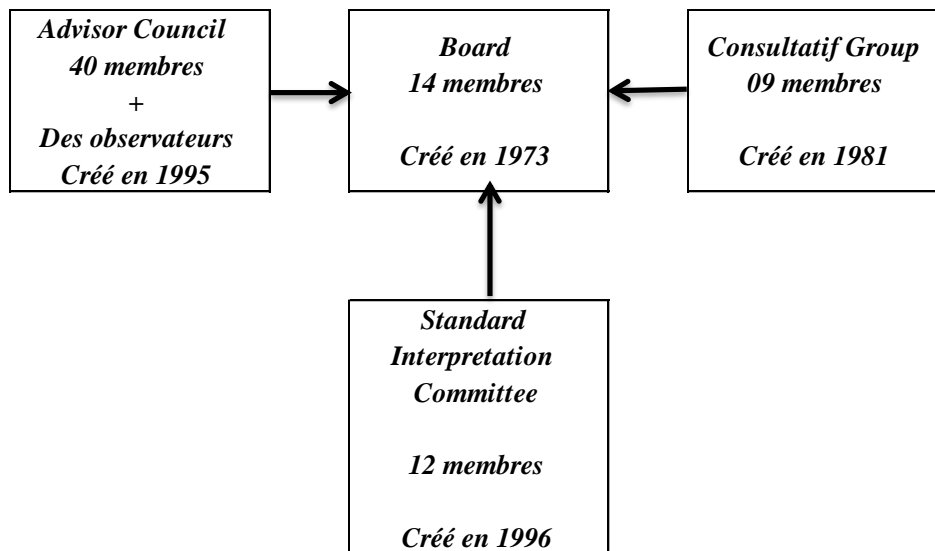 Advisor Council
40 membres
+
Des observateurs
Créé en 1995
Board
14 membres
Créé en 1973
Consultatif Group
09 membres
Créé en 1981
Standard
Interpretation
Committee
12 membres
Créé en 1996